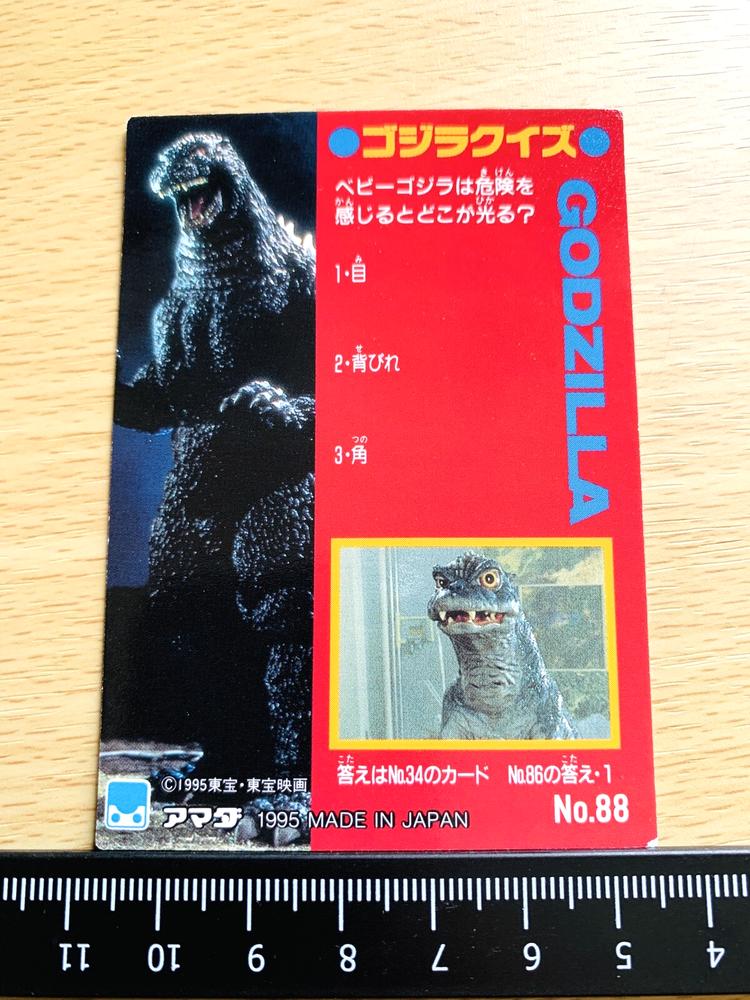 ●ゴジラクイズ●
ベビーゴジラは危険を
感じるとどこが光る?
1・目
2・背びれ
3・角
GODZILLA
答えはNo.34のカード No.86の答え・1
No.88
©1995東宝・東宝映画
アマダ 1995 MADE IN JAPAN
11 10 9 8 7 6 5 4